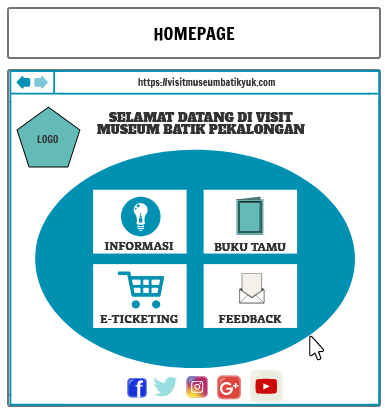 HOMEPAGE
https://visitmuseumbatikyuk.com
SELAMAT DATANG DI VISIT
MUSEUM BATIK PEKALONGAN
LOGO
INFORMASI
BUKU TAMU
E-TICKETING
FEEDBACK
f
G+